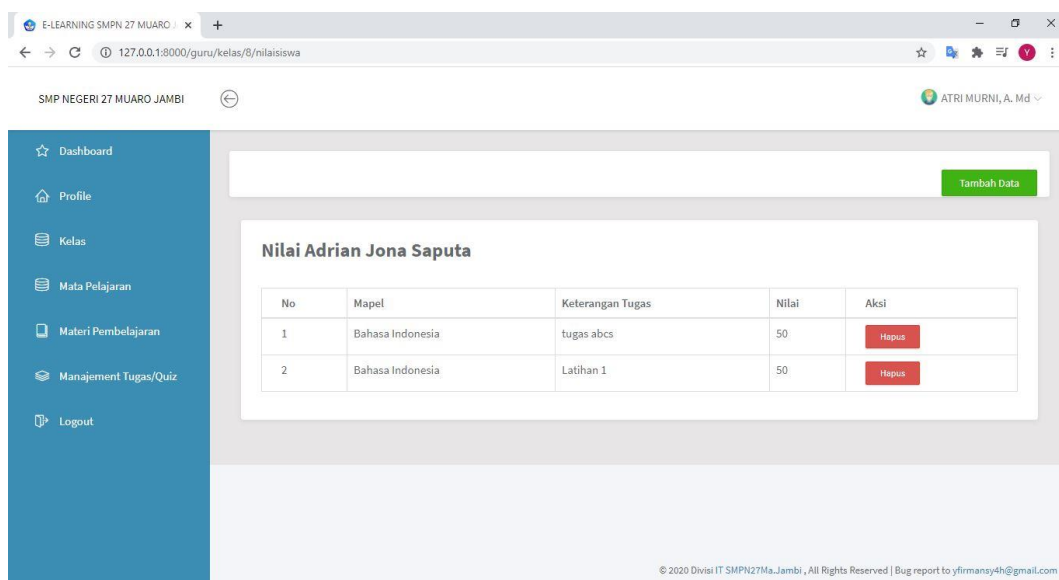 E-LEARNING SMPN 27 MUARO J
127.0.0.1:8000/guru/kelas/8/nilaisiswa
Y
SMP NEGERI 27 MUARO JAMBI
ATRI MURNI, A. Md
Dashboard
Profile
Kelas
Mata Pelajaran
Materi Pembelajaran
Manajement Tugas/Quiz
Logout
Tambah Data
Nilai Adrian Jona Saputa
No Mapel Keterangan Tugas Nilai Aksi
1 Bahasa Indonesia tugas abcs 50 Hapus
2 Bahasa Indonesia Latihan 1 50 Hapus
© 2020 Divisi IT SMPN27Ma.Jambi , All Rights Reserved | Bug report to yfirmansy4h@gmail.com